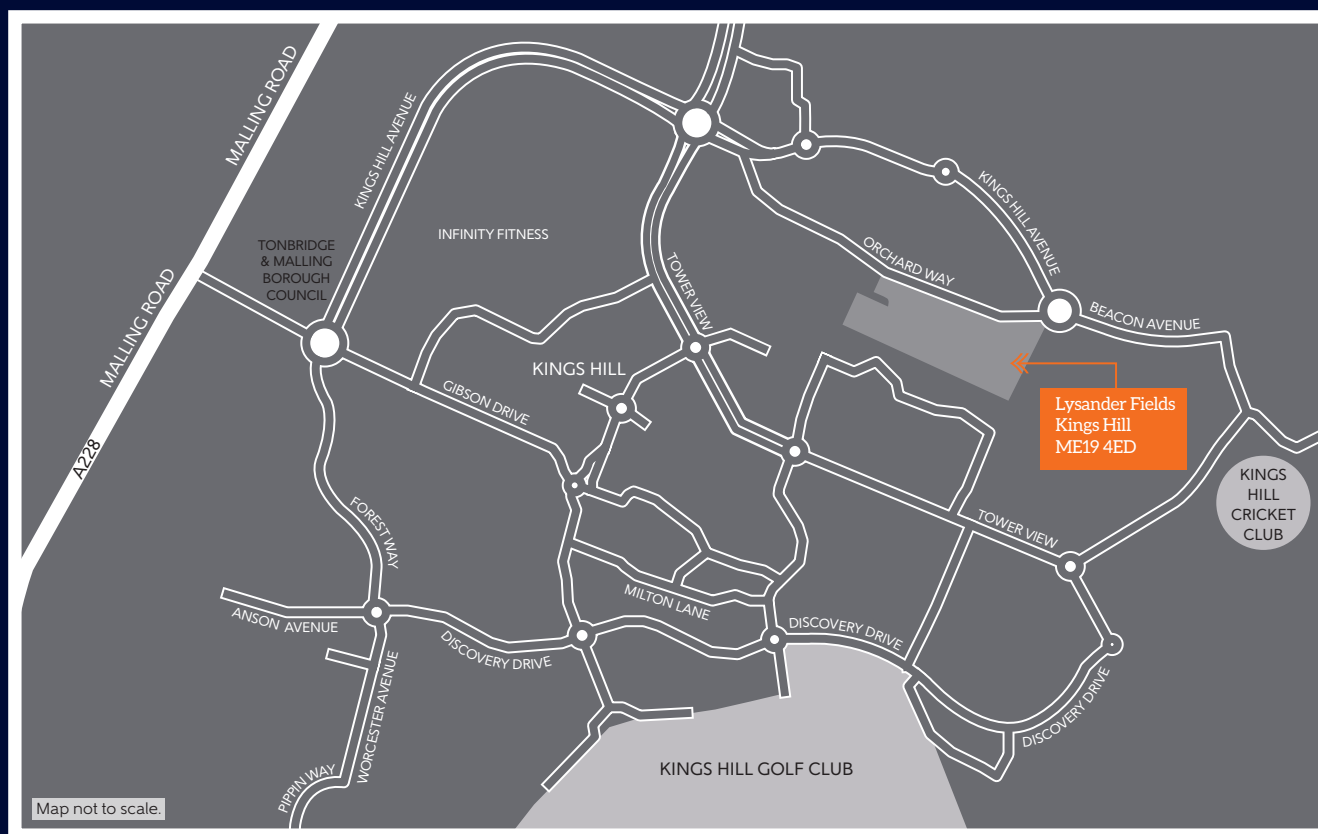 MALLING ROAD
KINGS HILL AVENUE
TONBRIDGE
& MALLING
BOROUGH
COUNCIL
INFINITY FITNESS
KINGS HILL AVENUE
ORCHARD WAY
TOWER VIEW
BEACON AVENUE
MALLING ROAD
A228
KINGS HILL
GIBSON DRIVE
Lysander Fields
Kings Hill
ME19 4ED
KINGS
HILL
CRICKET
CLUB
FOREST WAY
TOWER VIEW
MILTON LANE
ANSON AVENUE
DISCOVERY DRIVE
DISCOVERY DRIVE
DISCOVERY DRIVE
WORCESTER AVENUE
PIPPIN WAY
KINGS HILL GOLF CLUB
Map not to scale.